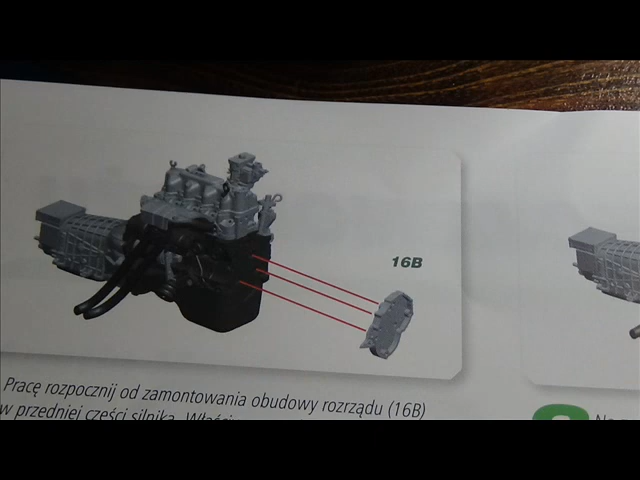 16B
Pracę rozpocznij od zamontowania obudowy rozrządu (16B)
w przedniej części silnika.